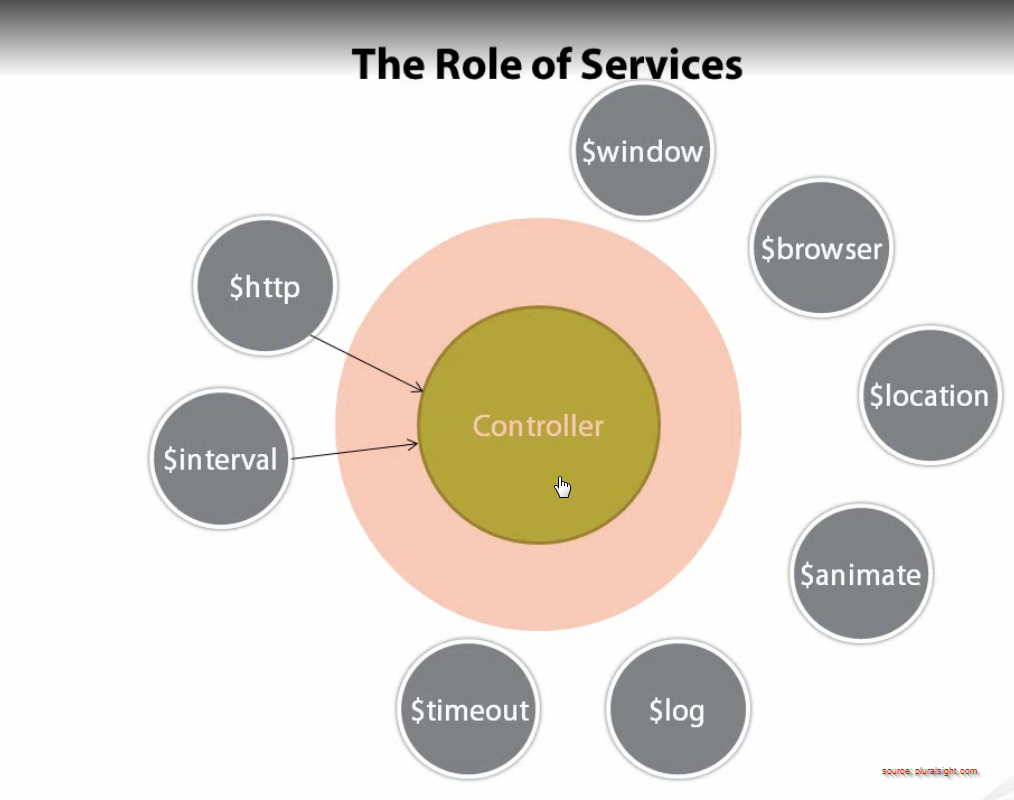 The Role of Services
$window
$browser
$http
$location
Controller
$interval
$animate
$timeout
$log
source: pluralsight.com